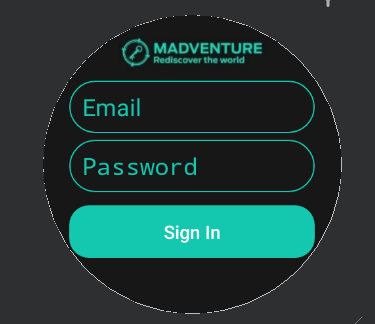 MADVENTURE
Rediscover the world
Email
Password
Sign In